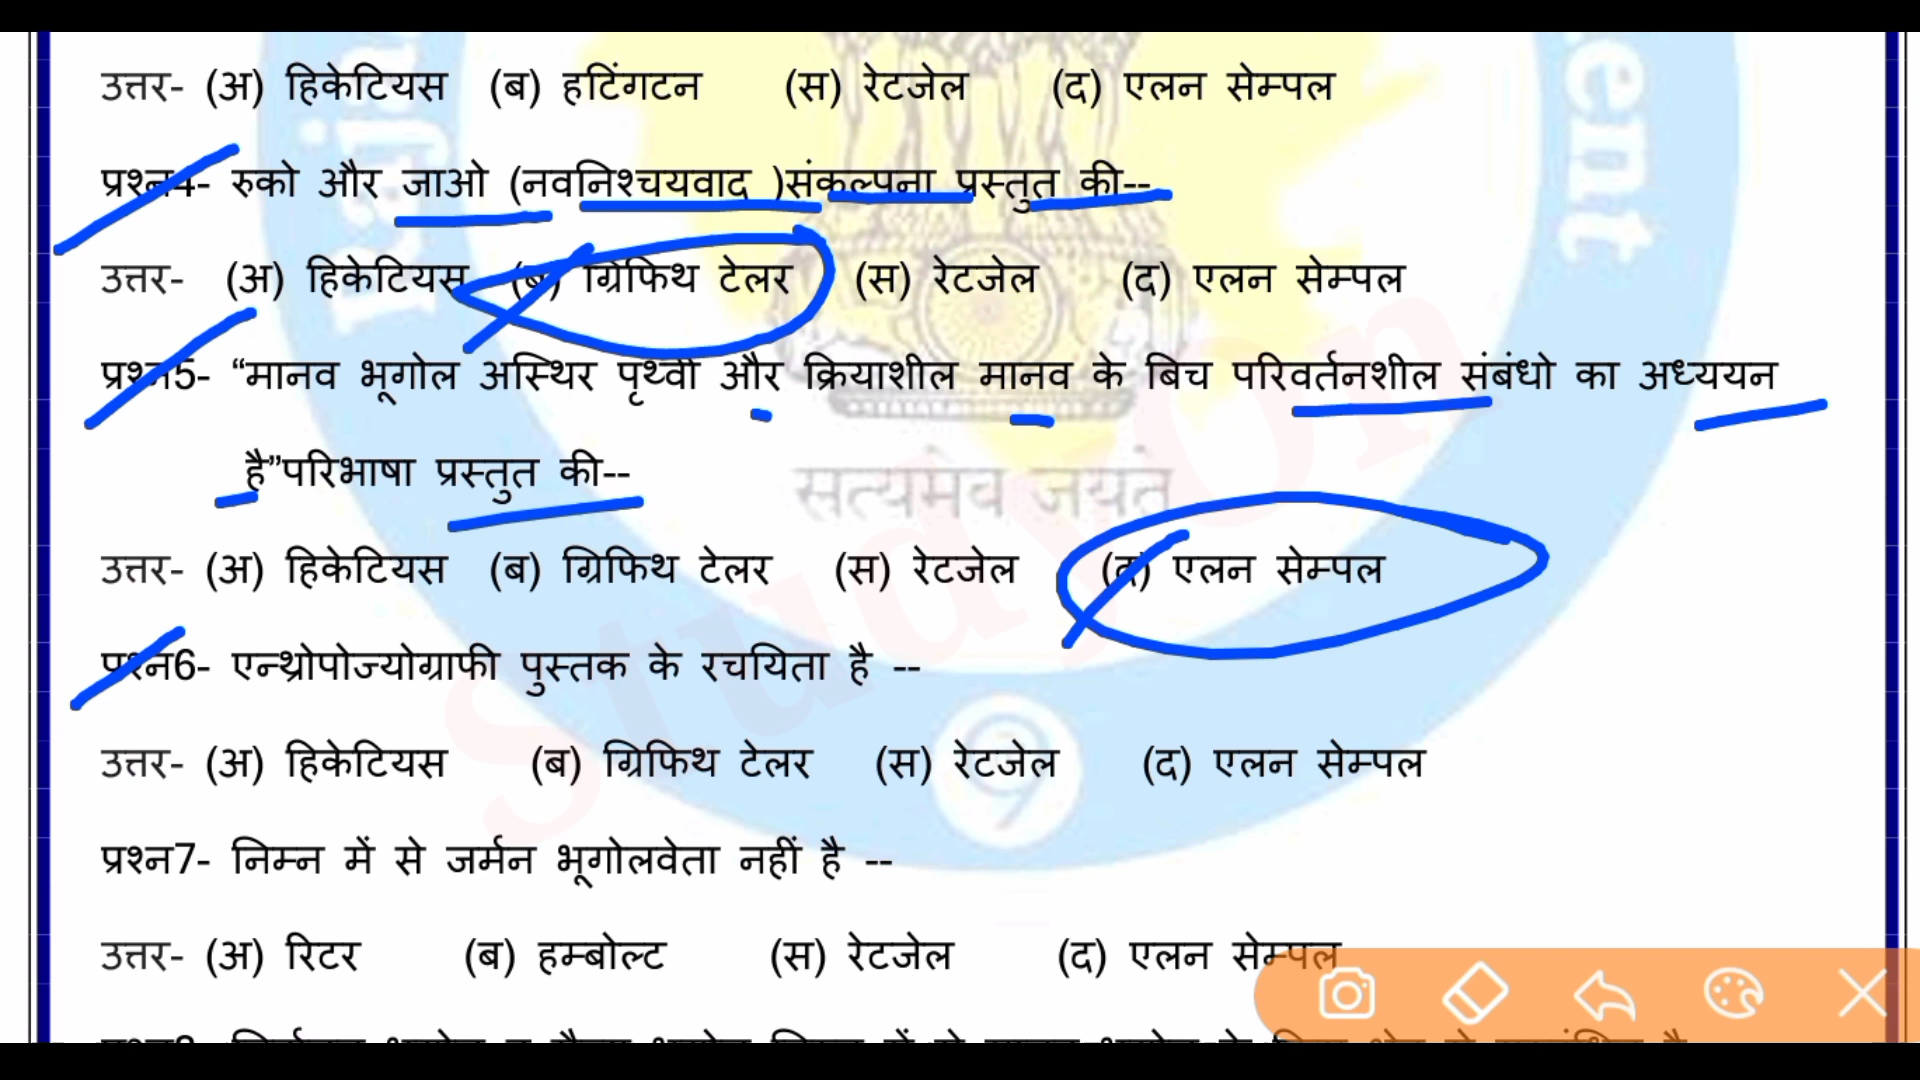 उत्तर- (अ) हिकेटियस (ब) हटिंगटन (स) रेटजेल (द) एलन सेम्पल
प्रश्न4- रुको और जाओ (नवनिश्चयवाद )संकल्पना प्रस्तुत की--
उत्तर- (अ) हिकेटियस (ब) ग्रिफिथ टेलर (स) रेटजेल (द) एलन सेम्पल
प्रश्न5- “मानव भूगोल अस्थिर पृथ्वी और क्रियाशील मानव के बिच परिवर्तनशील संबंधो का अध्ययन
है”परिभाषा प्रस्तुत की--
सत्यमेव जयते
उत्तर- (अ) हिकेटियस (ब) ग्रिफिथ टेलर (स) रेटजेल (द) एलन सेम्पल
प्रश्न6- एन्थ्रोपोज्योग्राफी पुस्तक के रचयिता है --
उत्तर- (अ) हिकेटियस (ब) ग्रिफिथ टेलर (स) रेटजेल (द) एलन सेम्पल
प्रश्न7- निम्न में से जर्मन भूगोलवेता नहीं है --
उत्तर- (अ) रिटर (ब) हम्बोल्ट (स) रेटजेल (द) एलन सेम्पल
Study On
ent